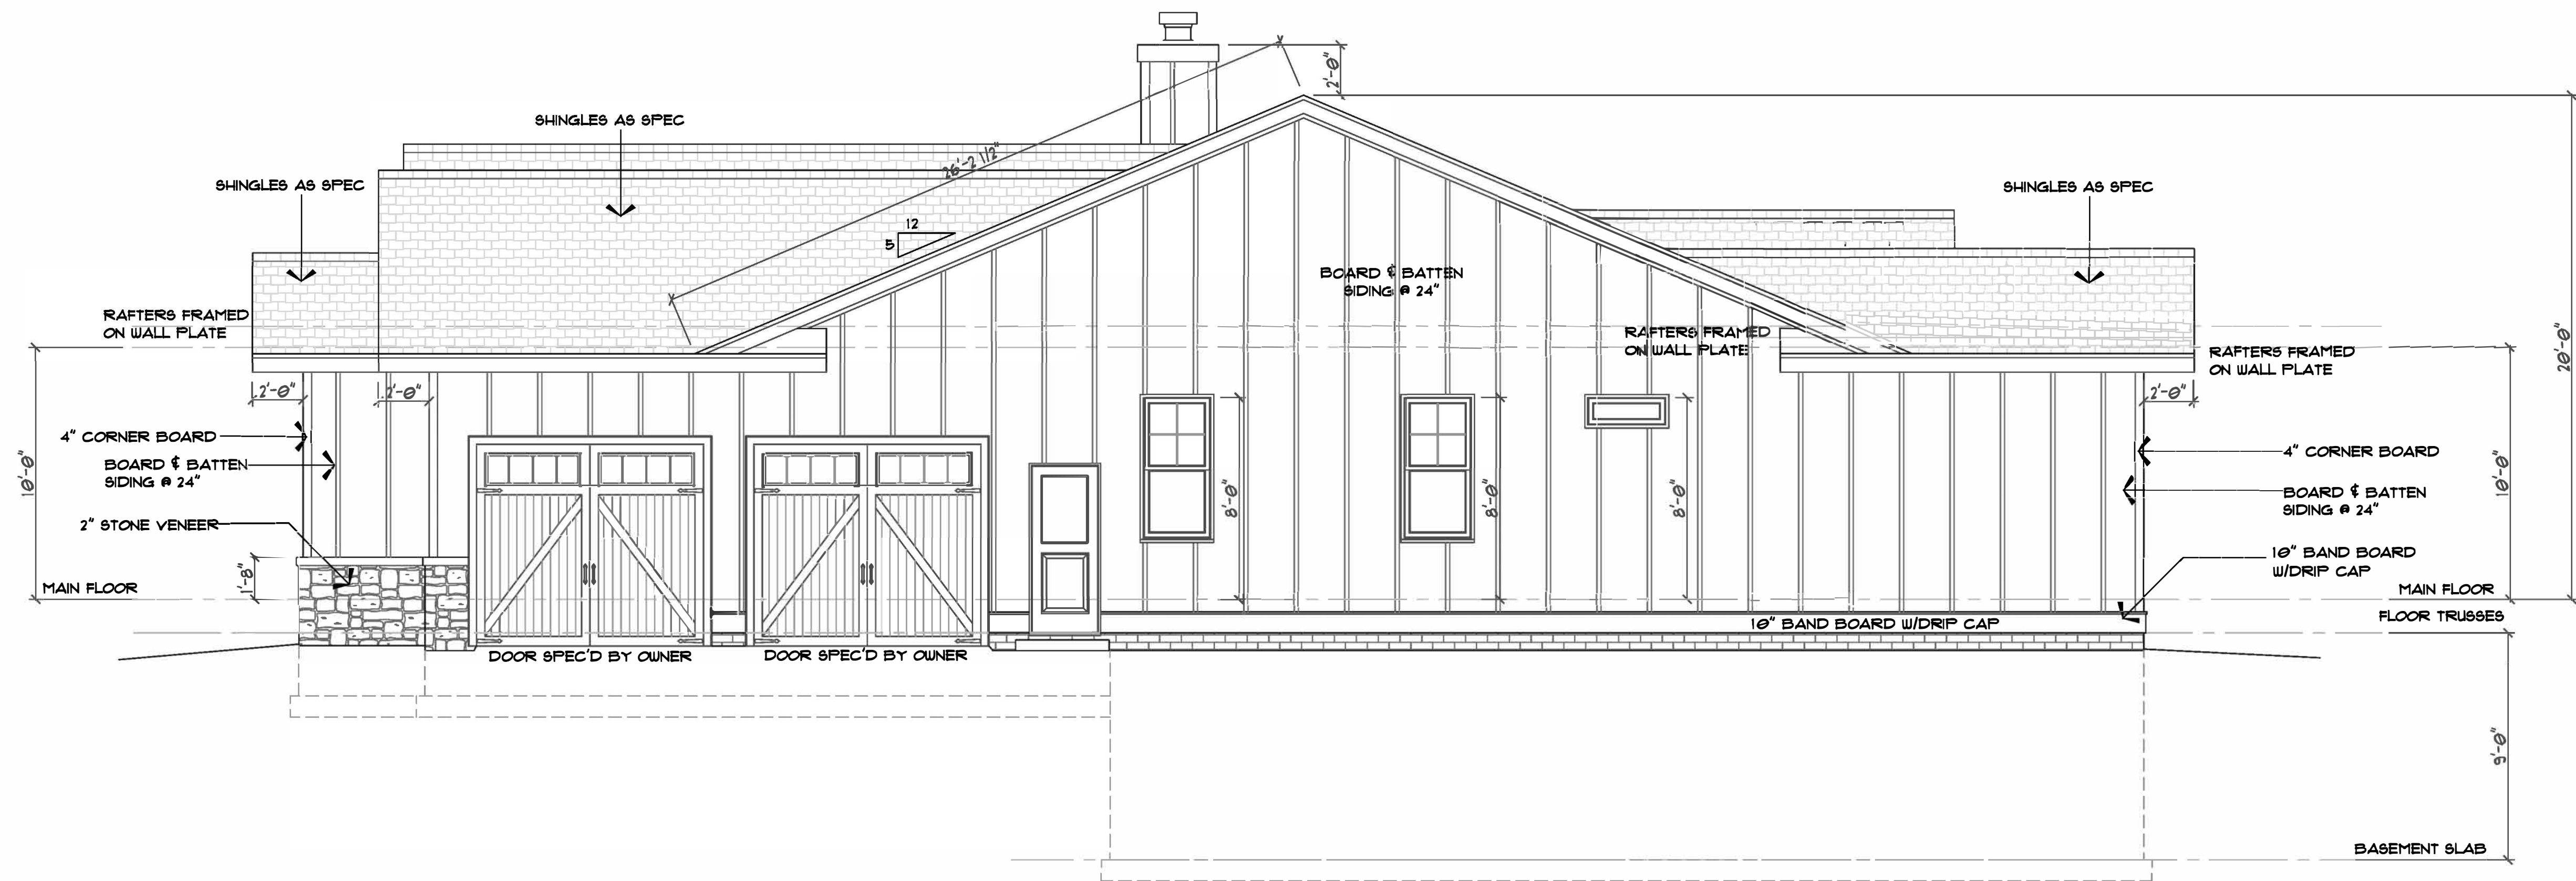 2'-0"
SHINGLES AS SPEC
26'-2 1/2"
SHINGLES AS SPEC
SHINGLES AS SPEC
12
5
BOARD & BATTEN
SIDING @ 24"
RAFTERS FRAMED
ON WALL PLATE
RAFTERS FRAMED
ON WALL PLATE
RAFTERS FRAMED
ON WALL PLATE
20'-0"
2'-0"
2'-0"
2'-0"
4" CORNER BOARD
BOARD & BATTEN
SIDING @ 24"
10'-0"
2" STONE VENEER
1'-8"
MAIN FLOOR
8'-0"
8'-0"
8'-0"
4" CORNER BOARD
10'-0"
BOARD & BATTEN
SIDING @ 24"
10" BAND BOARD
W/DRIP CAP
MAIN FLOOR
FLOOR TRUSSES
10" BAND BOARD W/DRIP CAP
DOOR SPEC'D BY OWNER
DOOR SPEC'D BY OWNER
9'-0"
BASEMENT SLAB